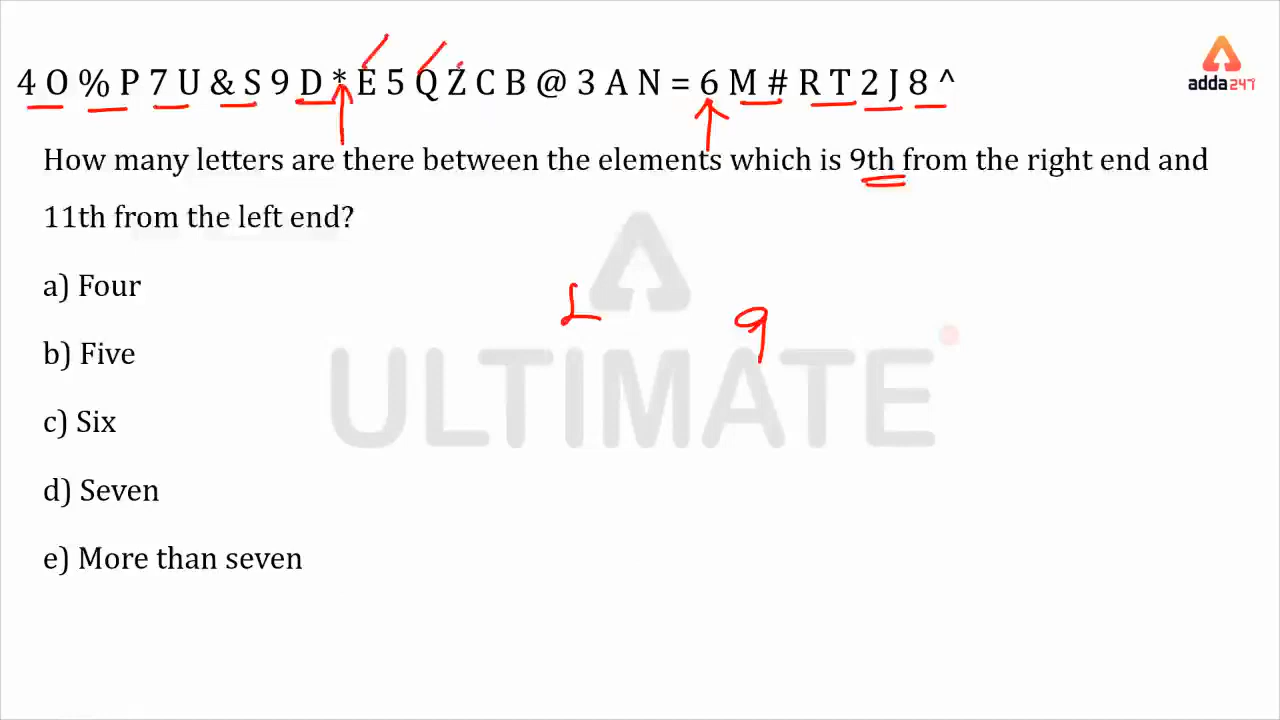 4 O % P 7 U & S 9 D * E 5 Q Z C B @ 3 A N = 6 M # R T 2 J 8 ^
adda247
How many letters are there between the elements which is 9th from the right end and
11th from the left end?
a) Four
L
9
b) Five
ULTIMATE
c) Six
d) Seven
e) More than seven